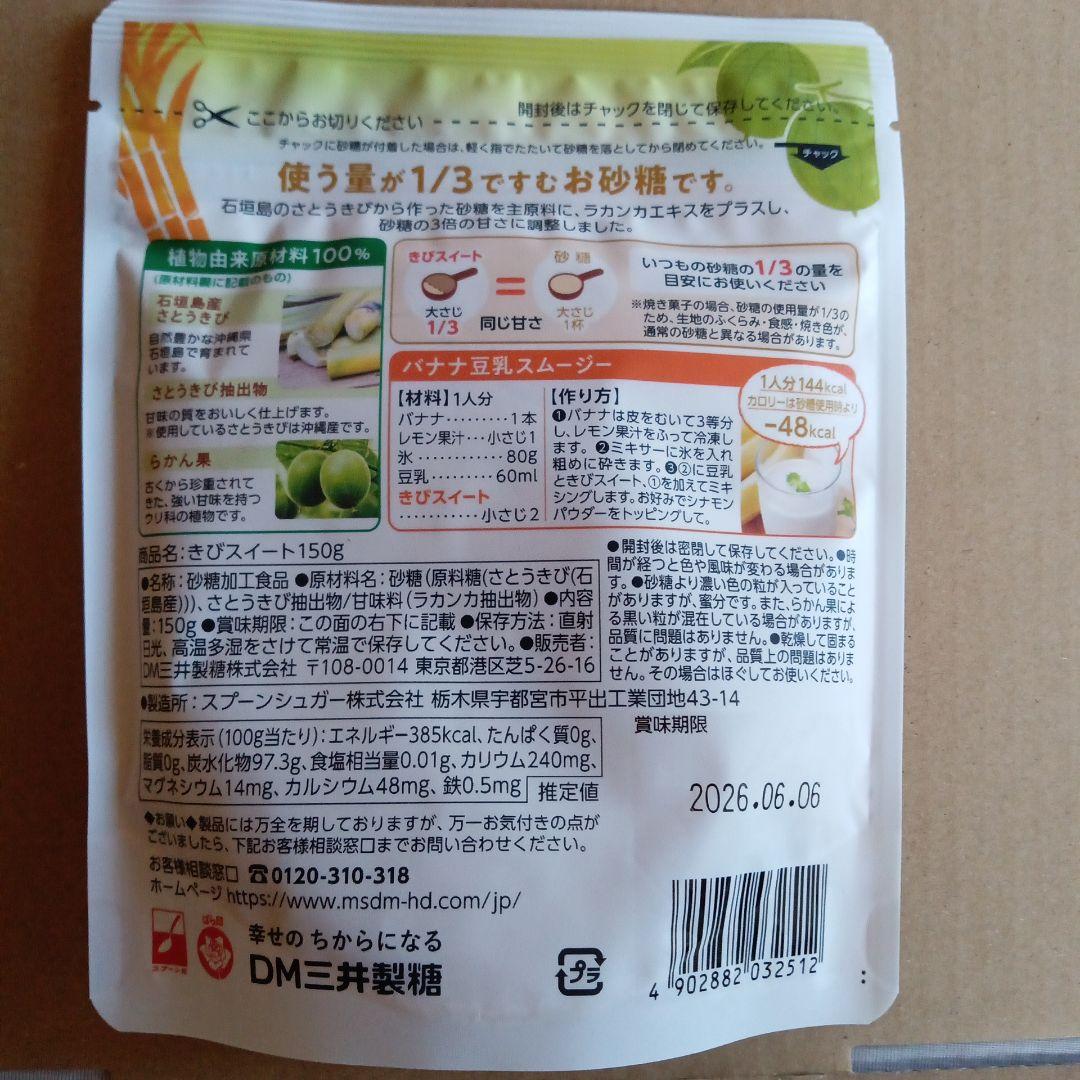 ここからお切りください
開封後はチャックを閉じて保存してください。
チャックに砂糖が付着した場合は、軽く指でたたいて砂糖を落としてから閉めてください。
チャック
使う量が1/3ですむお砂糖です。
石垣島のさとうきびから作った砂糖を主原料に、ラカンカエキスをプラスし、
砂糖の3倍の甘さに調整しました。
植物由来原材料100%
(原材料欄に記載のもの)
石垣島産
さとうきび
自然豊かな沖縄県
石垣島で育まれて
います。
さとうきび抽出物
甘味の質をおいしく仕上げます。
※使用しているさとうきびは沖縄産です。
らかん果
古くから珍重されて
きた、強い甘味を持つ
ウリ科の植物です。
きびスイート
大さじ
1/3
=
同じ甘さ
砂糖
大さじ
1杯
いつもの砂糖の1/3の量を
目安にお使いください
※焼き菓子の場合、砂糖の使用量が1/3の
ため、生地のふくらみ・食感・焼き色が、
通常の砂糖と異なる場合があります。
バナナ豆乳スムージー
【材料】1人分
バナナ………1本
レモン果汁…小さじ1
氷…………80g
豆乳………60ml
きびスイート
…………小さじ2
【作り方】
❶バナナは皮をむいて3等分
し、レモン果汁をふって冷凍し
ます。❷ミキサーに氷を入れ
粗めに砕きます。❸②に豆乳
ときびスイート、①を加えてミキ
シングします。お好みでシナモン
パウダーをトッピングして。
1人分144kcal
カロリーは砂糖使用時より
-48kcal
商品名:きびスイート150g
●名称:砂糖加工食品 ●原材料名:砂糖(原料糖(さとうきび(石
垣島産)))、さとうきび抽出物/甘味料(ラカンカ抽出物) ●内容
量:150g ●賞味期限:この面の右下に記載 ●保存方法:直射
日光、高温多湿をさけて常温で保存してください。●販売者:
DM三井製糖株式会社 〒108-0014 東京都港区芝5-26-16
●製造所:スプーンシュガー株式会社 栃木県宇都宮市平出工業団地43-14
●開封後は密閉して保存してください。●時
間が経つと色や風味が変わる場合がありま
す。●砂糖より濃い色の粒が入っていること
がありますが、蜜分です。また、らかん果によ
る黒い粒が混在している場合がありますが、
品質に問題はありません。●乾燥して固まる
ことがありますが、品質上の問題はありま
せん。その場合はほぐしてお使いください。
賞味期限
2026.06.06
栄養成分表示(100g当たり):エネルギー385kcal、たんぱく質0g、
脂質0g、炭水化物97.3g、食塩相当量0.01g、カリウム240mg、
マグネシウム14mg、カルシウム48mg、鉄0.5mg
推定値
◆お願い◆製品には万全を期しておりますが、万一お気付きの点が
ございましたら、下記お客様相談窓口までお問い合わせください。
お客様相談窓口 ☎0120-310-318
ホームページ https://www.msdm-hd.com/jp/
スプーン印
ばら印
幸せのちからになる
DM三井製糖
プラ
4 902882 032512